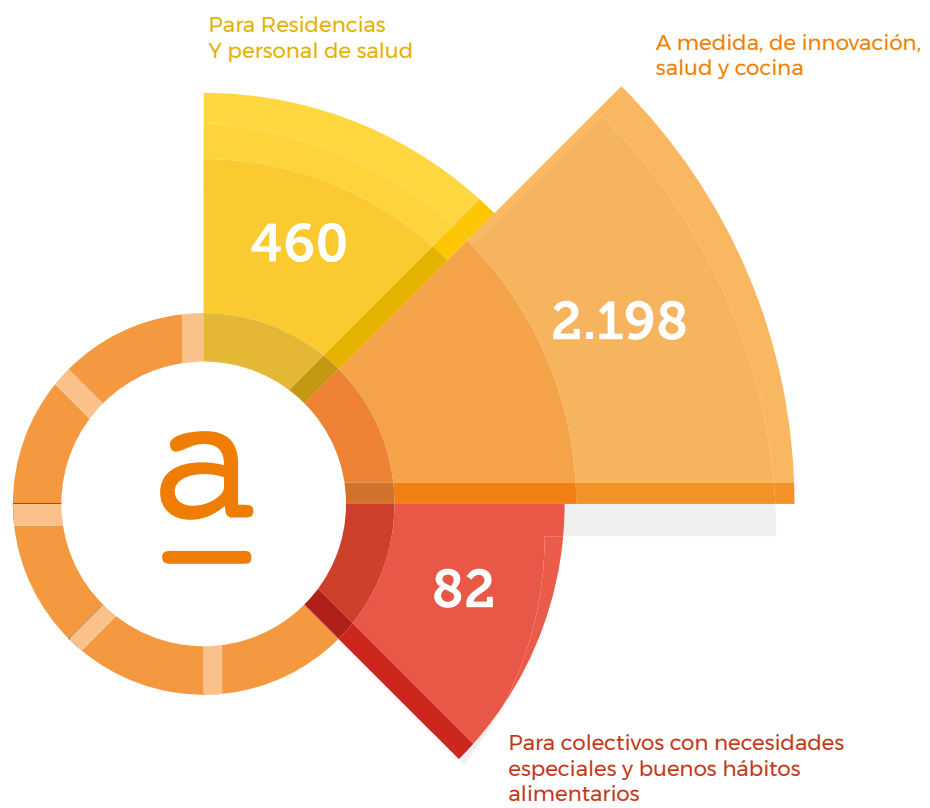 Para Residencias
Y personal de salud
A medida, de innovación,
salud y cocina
460
2.198
a
82
Para colectivos con necesidades
especiales y buenos hábitos
alimentarios